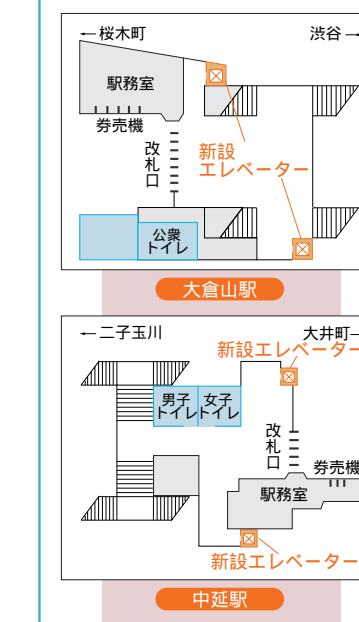 ←桜木町
渋谷→
駅務室
券売機
改札口
新設
エレベーター
公衆
トイレ
大倉山駅
←二子玉川
大井町→
新設エレベーター
男子
トイレ
女子
トイレ
改札口
券売機
駅務室
新設エレベーター
中延駅